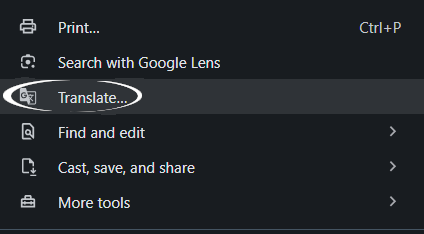 Print... Ctrl+P
Search with Google Lens
Translate...
Find and edit
Cast, save, and share
More tools